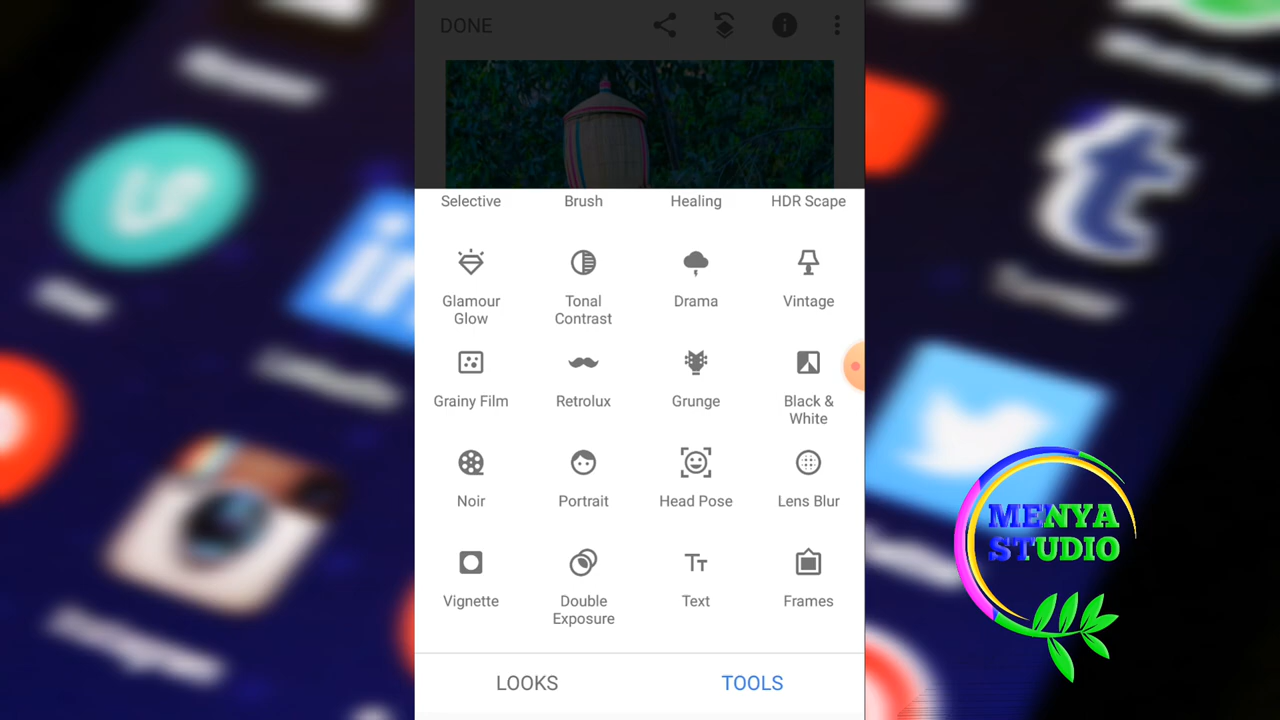 DONE
Selective Brush Healing HDR Scape
Glamour Glow
Tonal Contrast
Drama
Vintage
Grainy Film
Retrolux
Grunge
Black & White
Noir
Portrait
Head Pose
Lens Blur
Vignette
Double Exposure
Text
Frames
LOOKS
TOOLS
MENYA
STUDIO